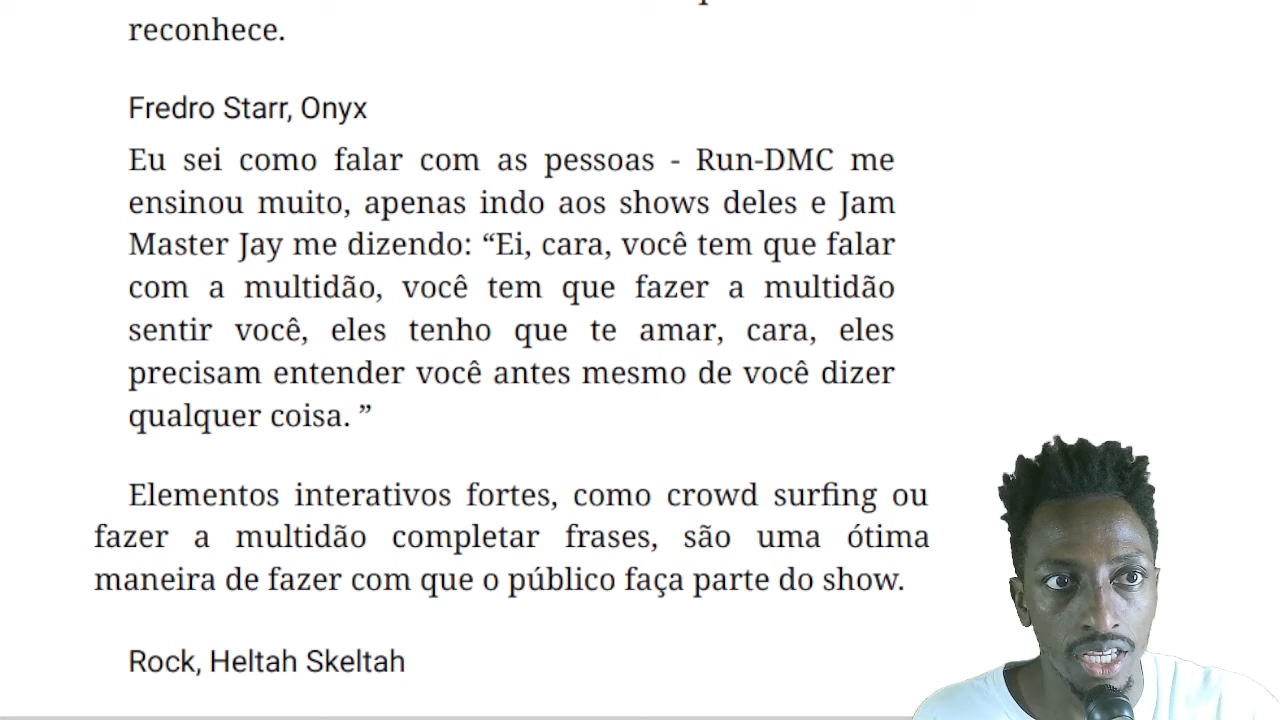 reconhece.
Fredro Starr, Onyx
Eu sei como falar com as pessoas - Run-DMC me
ensinou muito, apenas indo aos shows deles e Jam
Master Jay me dizendo: “Ei, cara, você tem que falar
com a multidão, você tem que fazer a multidão
sentir você, eles tenho que te amar, cara, eles
precisam entender você antes mesmo de você dizer
qualquer coisa. ”
Elementos interativos fortes, como crowd surfing ou
fazer a multidão completar frases, são uma ótima
maneira de fazer com que o público faça parte do show.
Rock, Heltah Skeltah